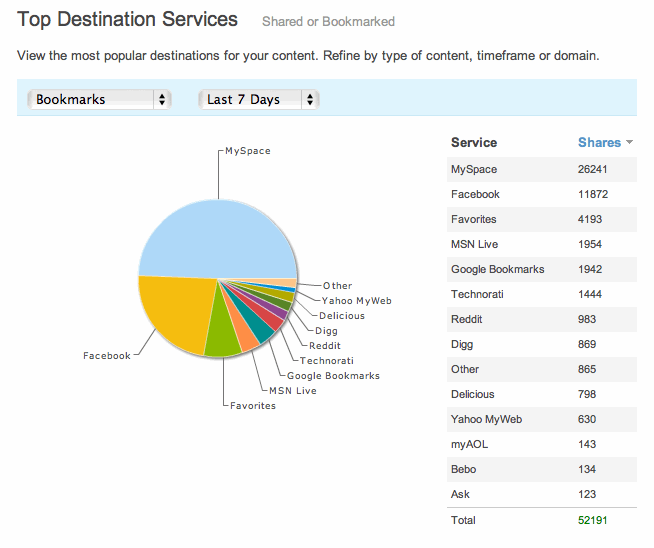 Top Destination Services Shared or Bookmarked
View the most popular destinations for your content. Refine by type of content, timeframe or domain.
Bookmarks Last 7 Days
MySpace
Other
Yahoo MyWeb
Delicious
Digg
Reddit
Technorati
Google Bookmarks
MSN Live
Favorites
Facebook
Service Shares
MySpace 26241
Facebook 11872
Favorites 4193
MSN Live 1954
Google Bookmarks 1942
Technorati 1444
Reddit 983
Digg 869
Other 865
Delicious 798
Yahoo MyWeb 630
myAOL 143
Bebo 134
Ask 123
Total 52191